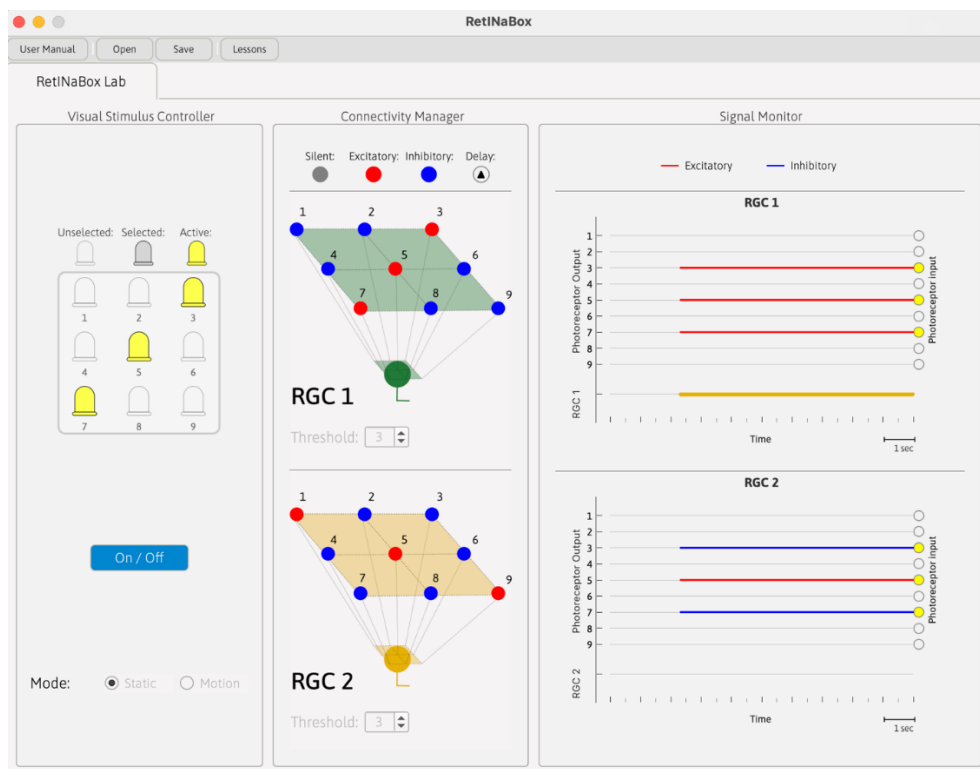 RetINaBox
User Manual
Open
Save
Lessons
RetINaBox Lab
Visual Stimulus Controller
Unselected:
Selected:
Active:
1
2
3
4
5
6
7
8
9
On / Off
Mode:
Static
Motion
Connectivity Manager
Silent:
Excitatory:
Inhibitory:
Delay:
1
2
3
4
5
6
7
8
9
RGC 1
Threshold:
3
1
2
3
4
5
6
7
8
9
RGC 2
Threshold:
3
Signal Monitor
Excitatory
Inhibitory
RGC 1
Photoreceptor Output
1
2
3
4
5
6
7
8
9
Photoreceptor input
RGC 1
Time
1 sec
RGC 2
Photoreceptor Output
1
2
3
4
5
6
7
8
9
Photoreceptor input
RGC 2
Time
1 sec